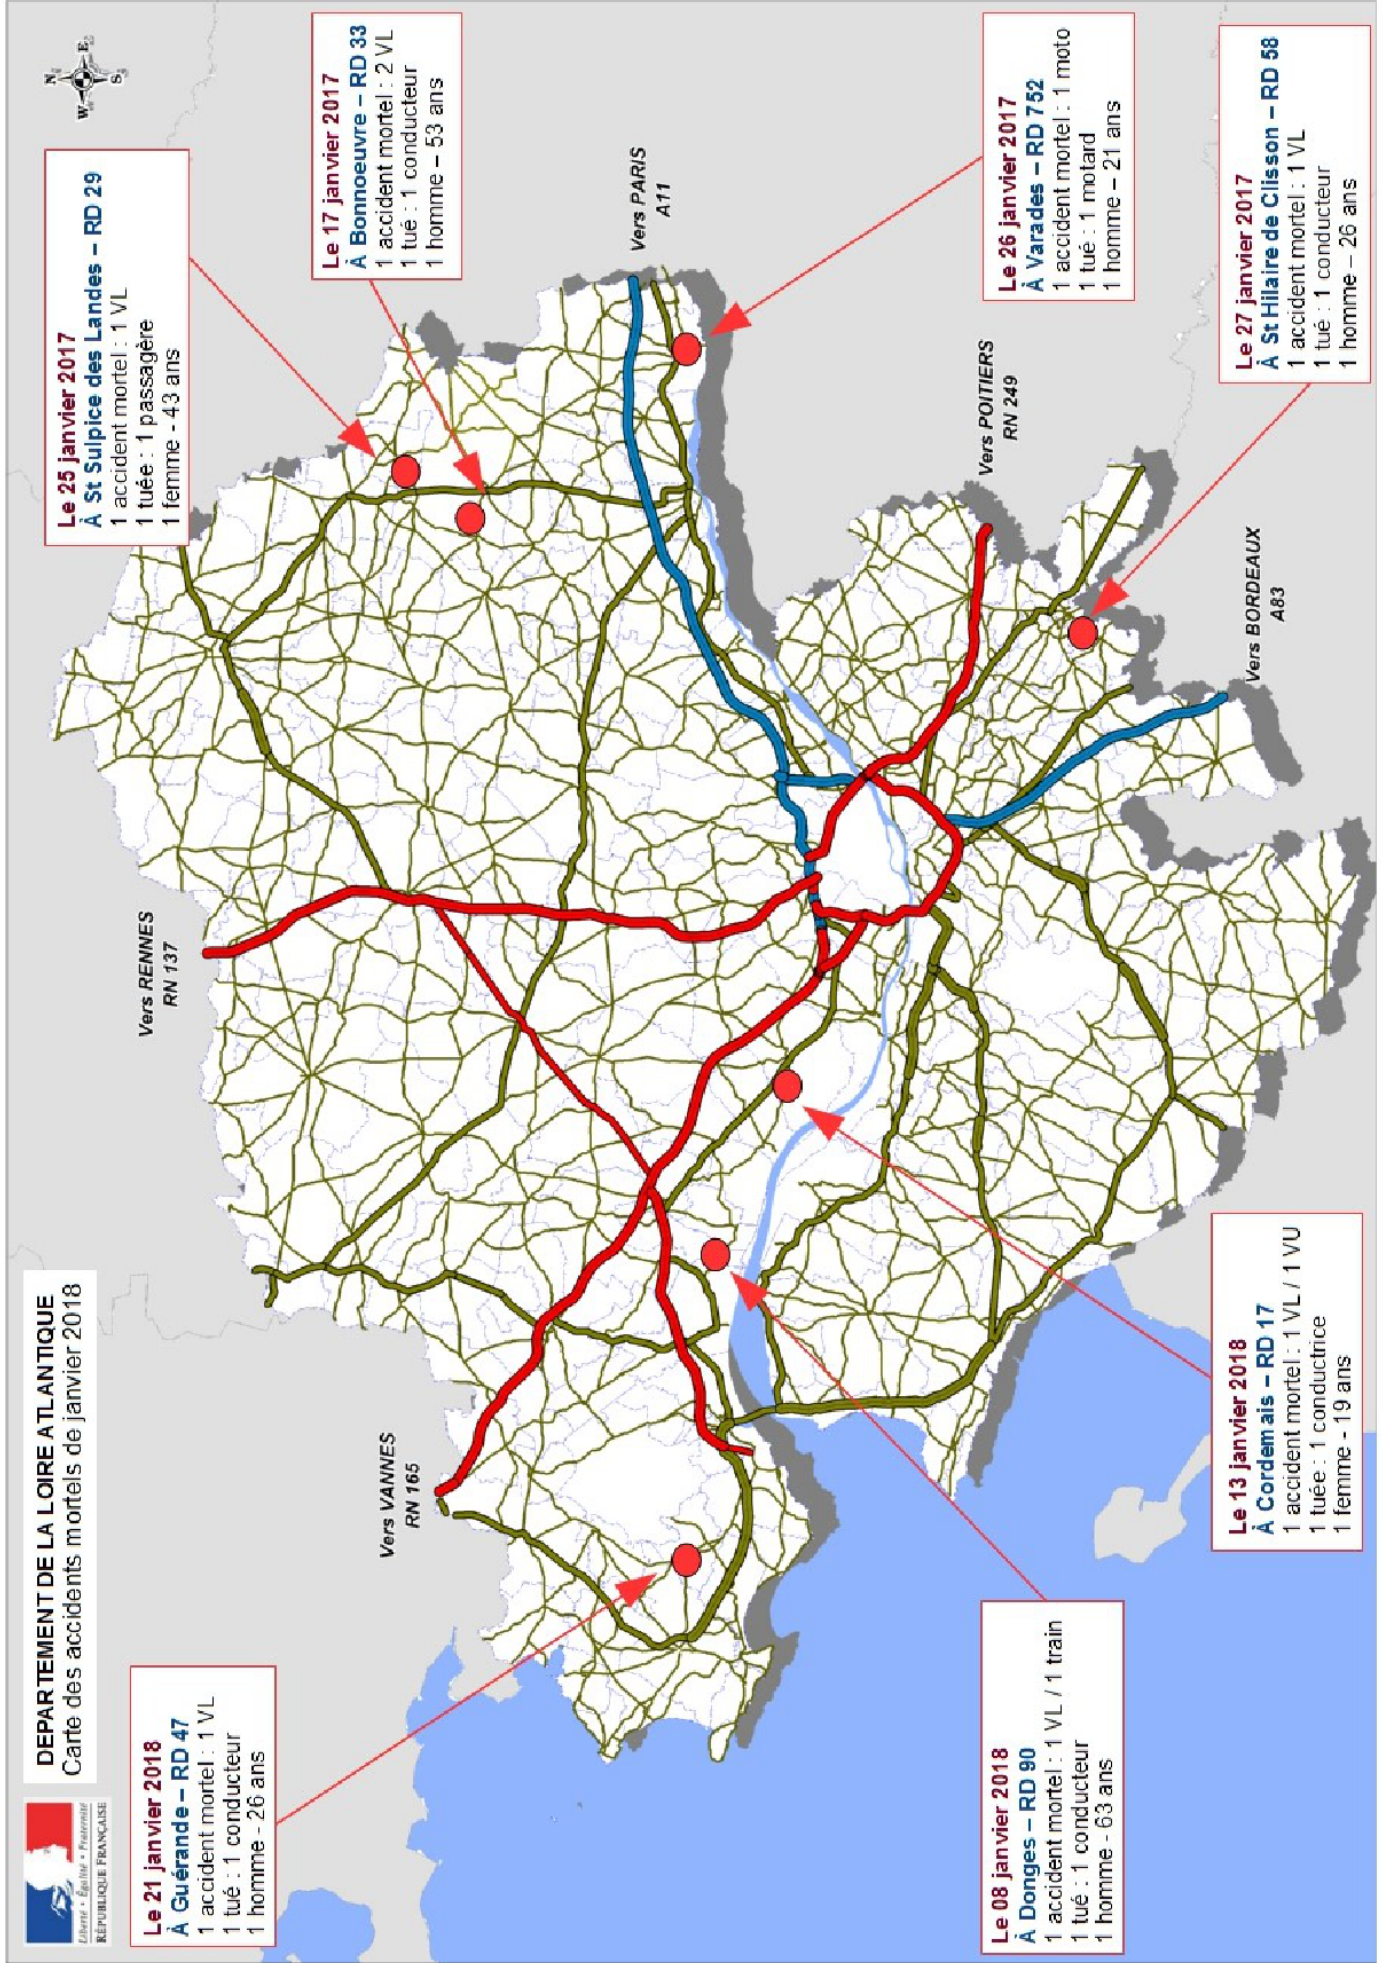 Liberté • Égalité • Fraternité
RÉPUBLIQUE FRANÇAISE
DEPARTEMENT DE LA LOIRE ATLANTIQUE
Carte des accidents mortels de janvier 2018
N
W
E
S
Le 21 janvier 2018
À Guérande – RD 47
1 accident mortel : 1 VL
1 tué : 1 conducteur
1 homme - 26 ans
Vers VANNES
RN 165
Vers RENNES
RN 137
Le 25 janvier 2017
À St Sulpice des Landes – RD 29
1 accident mortel : 1 VL
1 tuée : 1 passagère
1 femme - 43 ans
Le 17 janvier 2017
À Bonnoeuvre – RD 33
1 accident mortel : 2 VL
1 tué : 1 conducteur
1 homme – 53 ans
Vers PARIS
A11
Le 26 janvier 2017
À Varades – RD 752
1 accident mortel : 1 moto
1 tué : 1 motard
1 homme – 21 ans
Vers POITIERS
RN 249
Vers BORDEAUX
A83
Le 27 janvier 2017
À St Hilaire de Clisson – RD 58
1 accident mortel : 1 VL
1 tué : 1 conducteur
1 homme – 26 ans
Le 08 janvier 2018
À Donges – RD 90
1 accident mortel : 1 VL / 1 train
1 tué : 1 conducteur
1 homme - 63 ans
Le 13 janvier 2018
À Cordemais – RD 17
1 accident mortel : 1 VL / 1 VU
1 tuée : 1 conductrice
1 femme - 19 ans